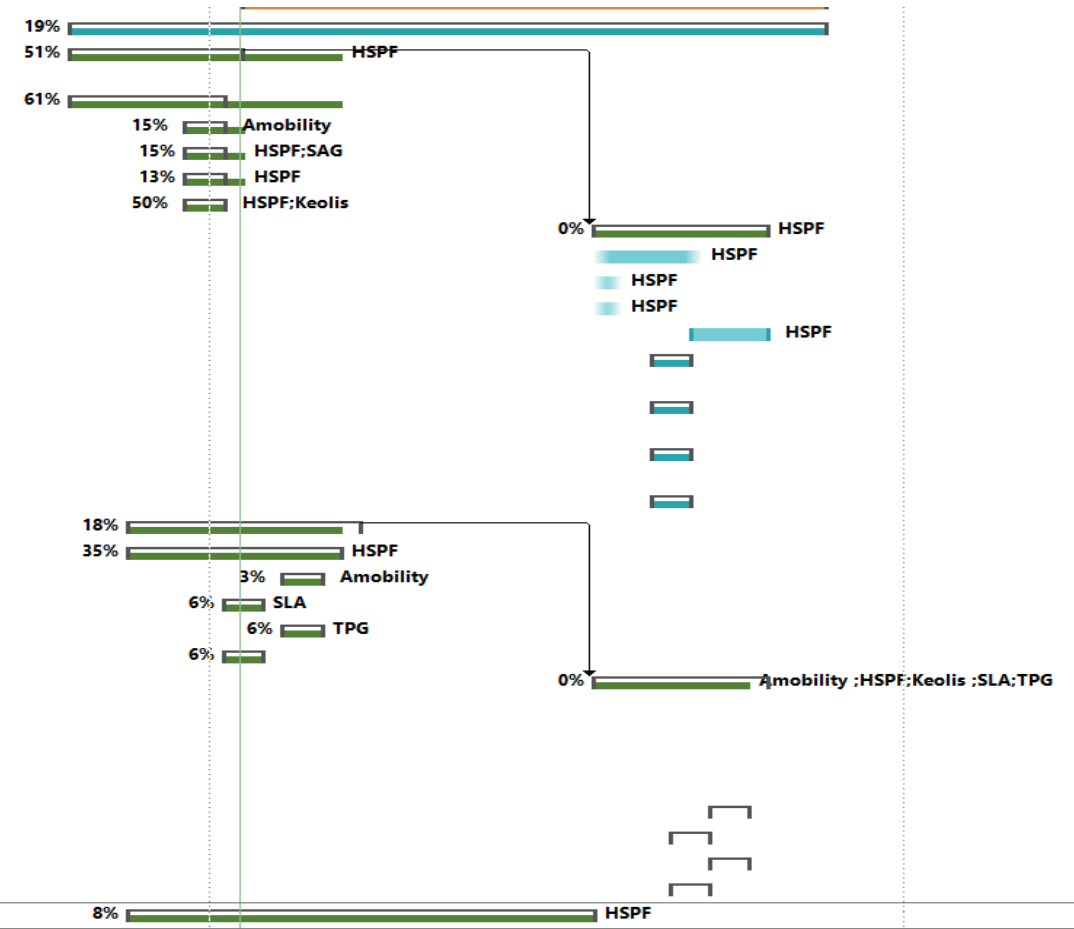 19%
51% HSPF
61%
15% Amobility
15% HSPF;SAG
13% HSPF
50% HSPF;Keolis
0% HSPF
HSPF
HSPF
HSPF
HSPF
18%
35% HSPF
3% Amobility
6% SLA
6% TPG
6%
0% Amobility ;HSPF;Keolis ;SLA;TPG
8% HSPF